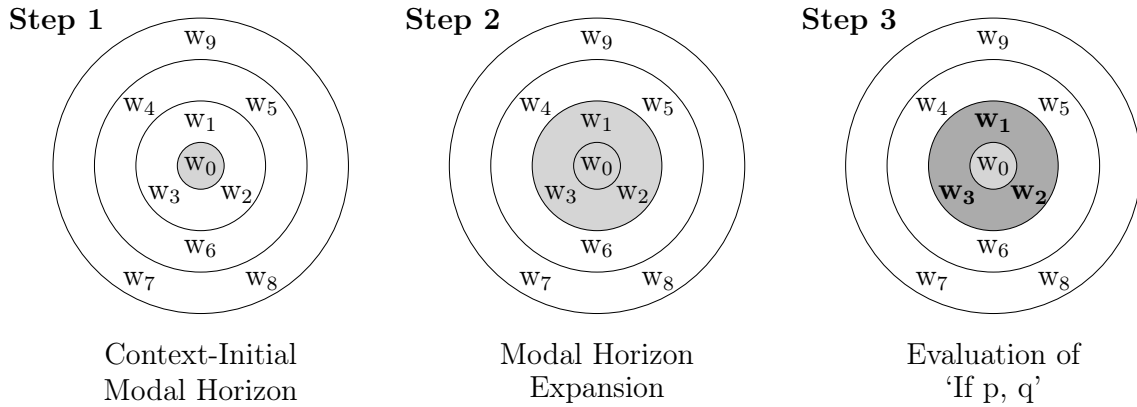 Step 1
w9
w4 w5
w1
w0
w3 w2
w6
w7 w8
Context-Initial
Modal Horizon
Step 2
w9
w4 w5
w1
w0
w3 w2
w6
w7 w8
Modal Horizon
Expansion
Step 3
w9
w4 w5
w1
w0
w3 w2
w6
w7 w8
Evaluation of
‘If p, q’